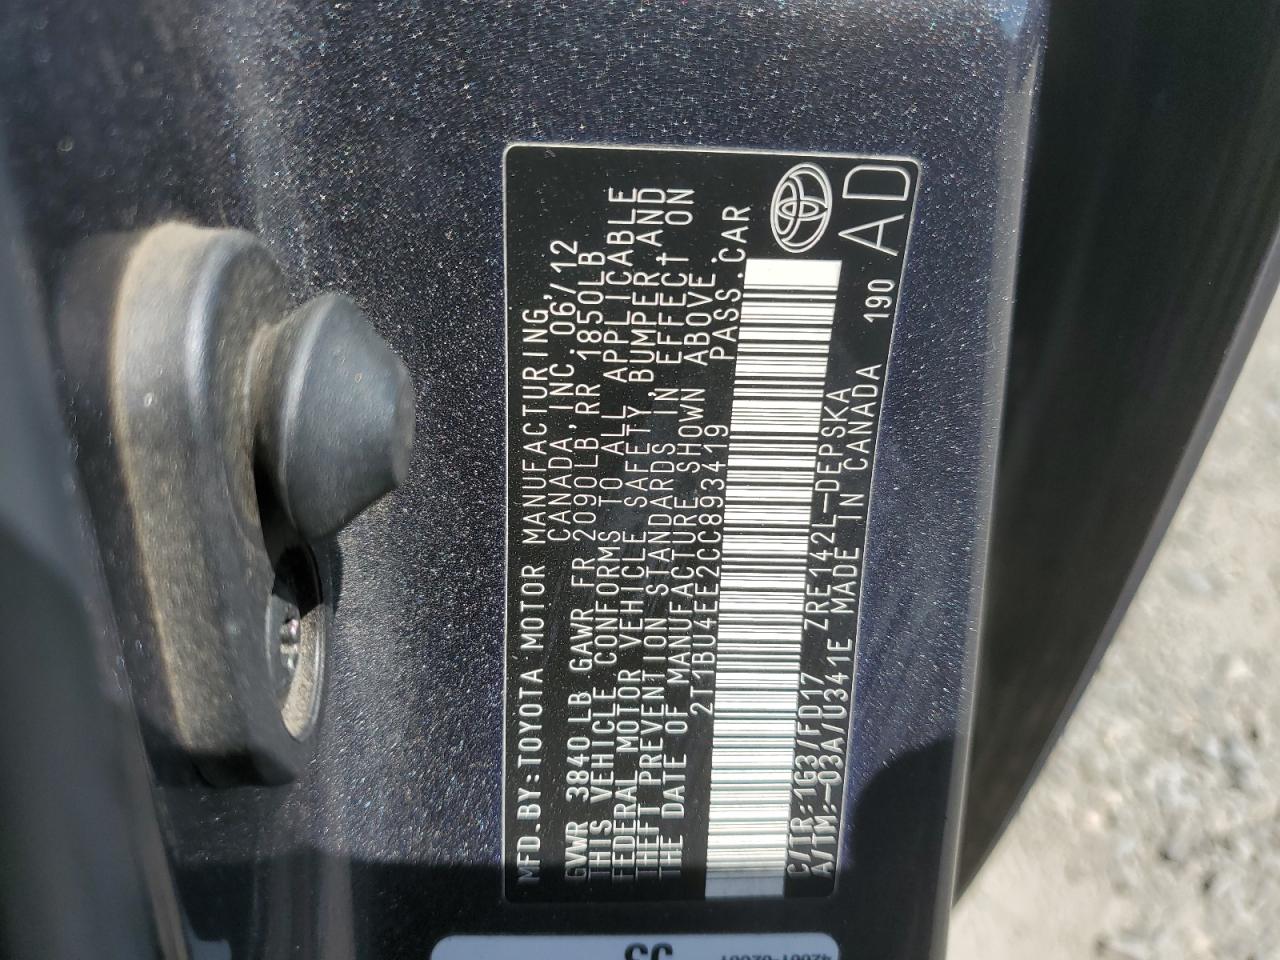 MFD.BY:TOYOTA MOTOR MANUFACTURING,
CANADA, INC. 06/12
GVWR 3840LB GAWR FR 2090LB RR 1850LB
THIS VEHICLE CONFORMS TO ALL APPLICABLE
FEDERAL MOTOR VEHICLE SAFETY, BUMPER AND
THEFT PREVENTION STANDARDS IN EFFECT ON
THE DATE OF MANUFACTURE SHOWN ABOVE.
2T1BU4EE2CC893419 PASS.CAR
C/TR:1G3/FD17 ZRE142L-DEPSKA
A/TM:-03A/U341E MADE IN CANADA 190
AD